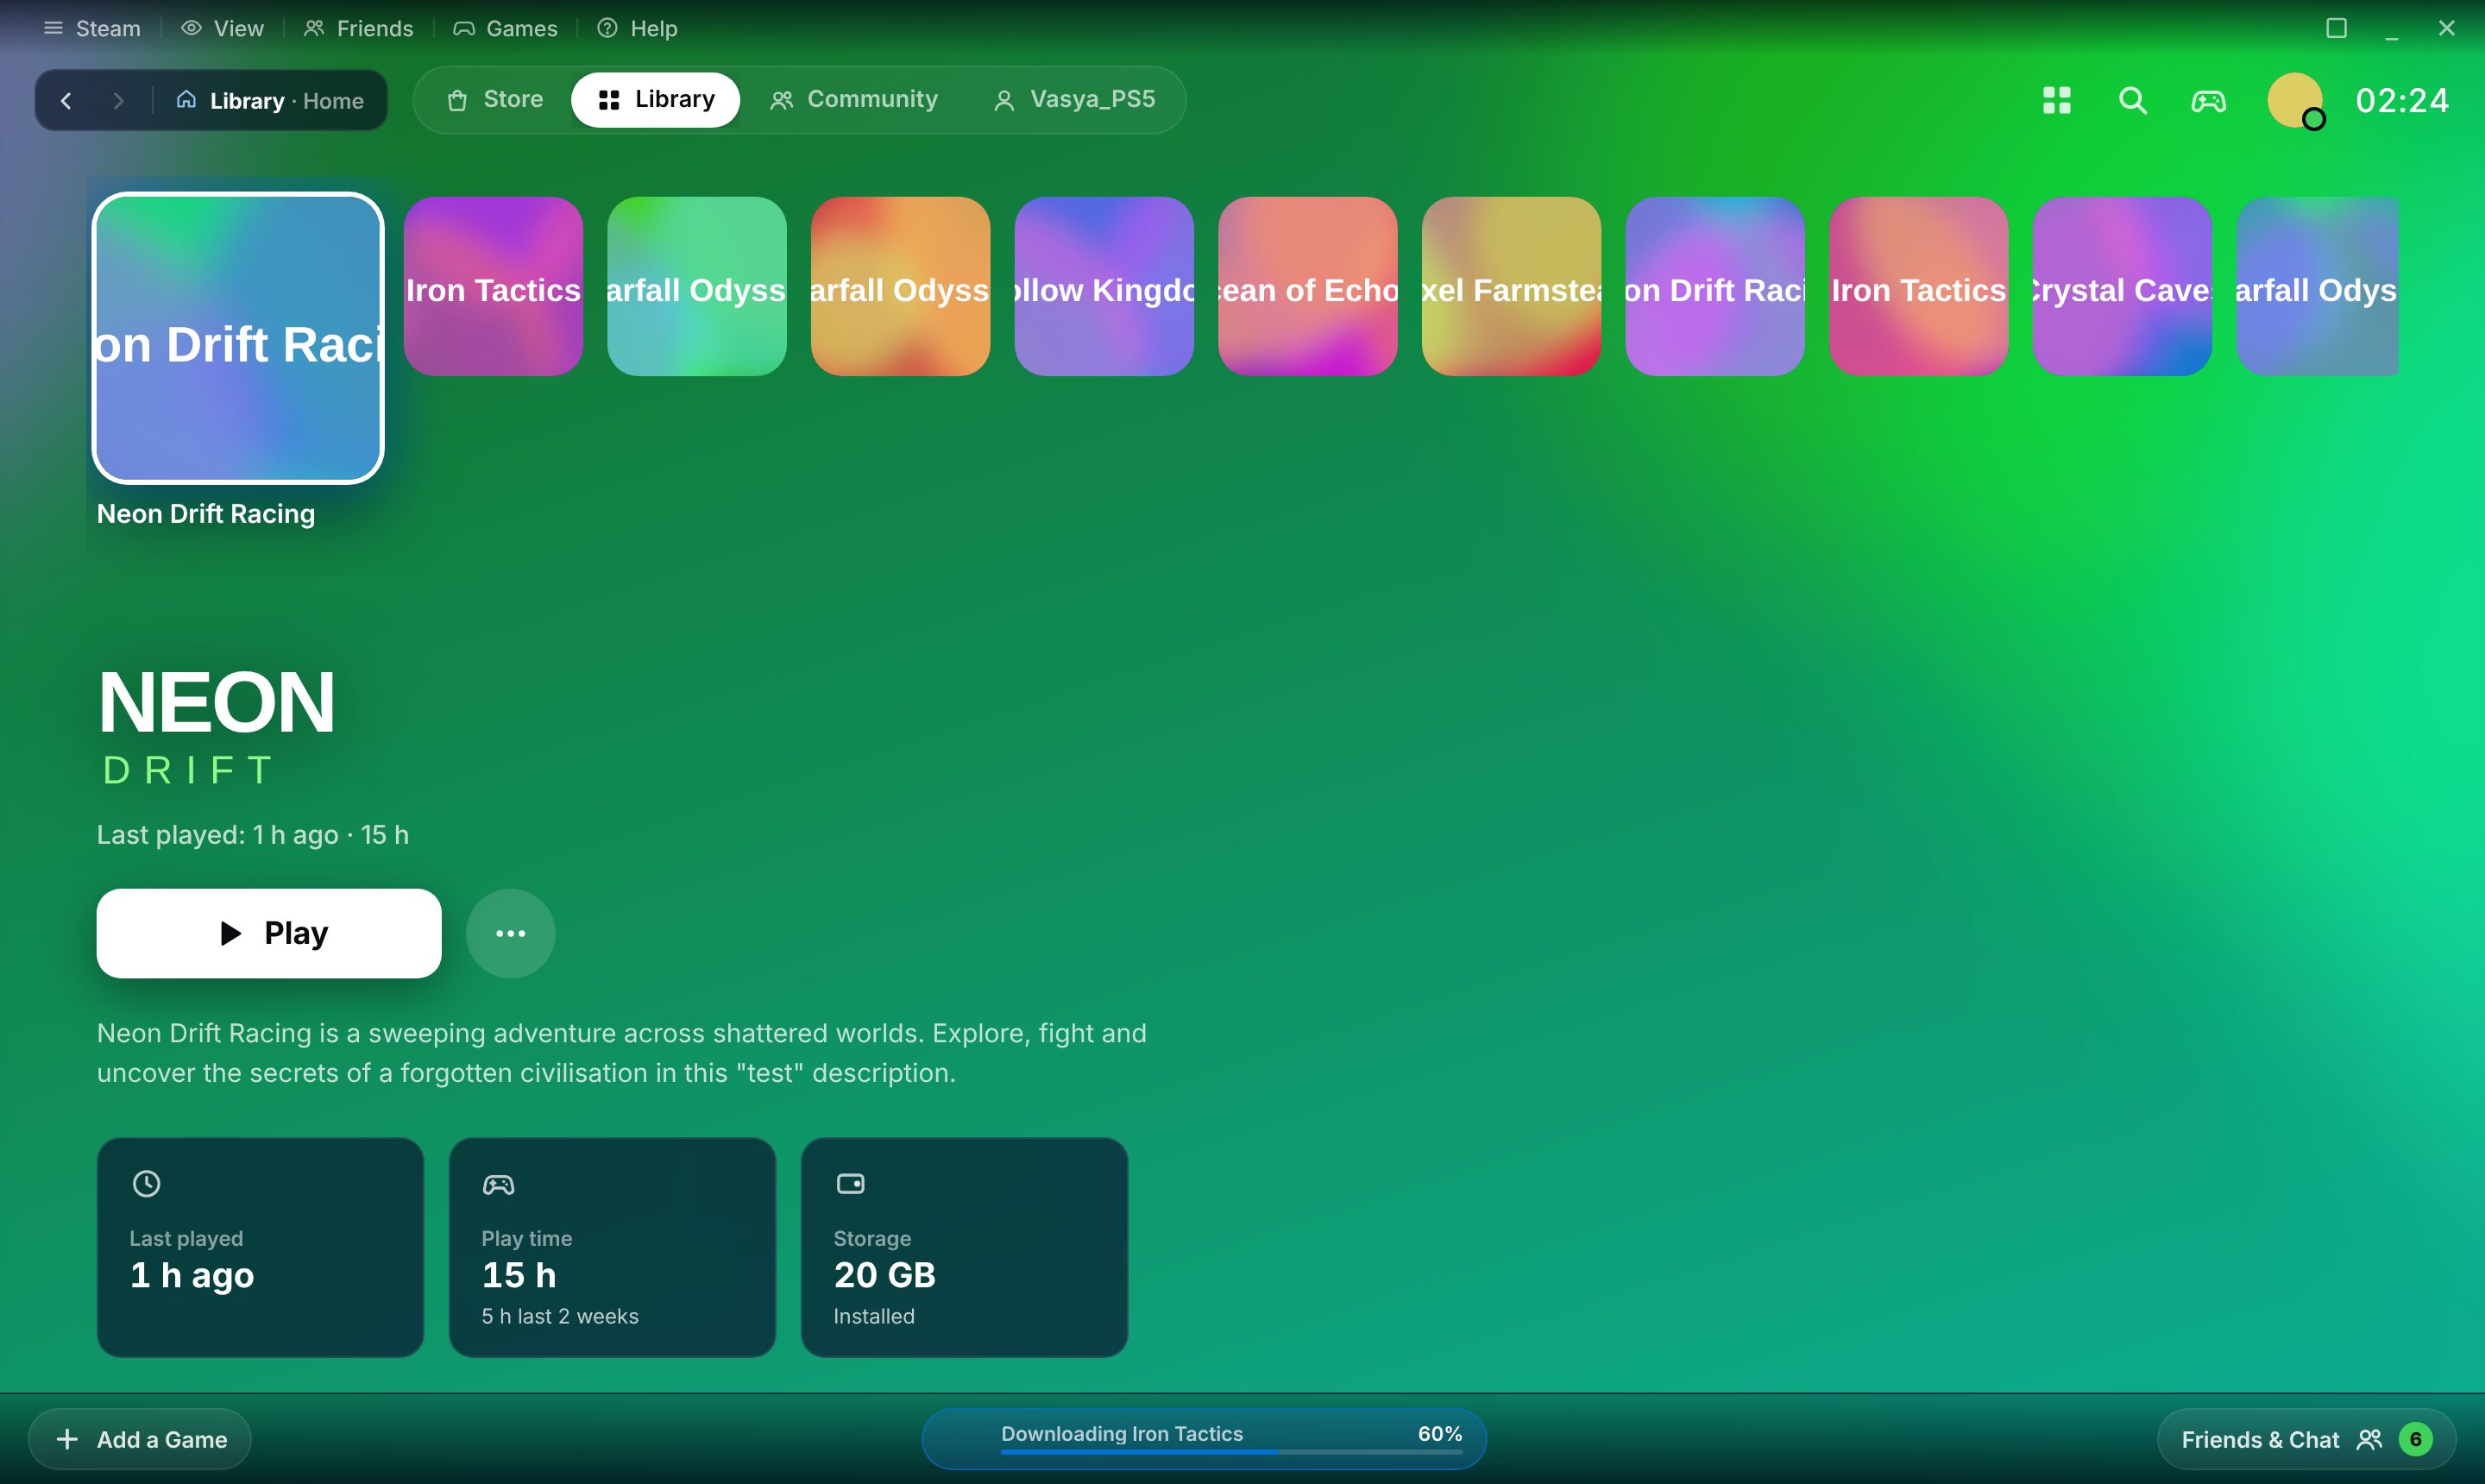 Steam View Friends Games Help
Library · Home Store Library Community Vasya_PS5 02:24
on Drift Raci Iron Tactics arfall Odyss arfall Odyss ollow Kingdo cean of Echo xel Farmstea on Drift Raci Iron Tactics Crystal Caves arfall Odys
Neon Drift Racing
NEON
DRIFT
Last played: 1 h ago · 15 h
Play
Neon Drift Racing is a sweeping adventure across shattered worlds. Explore, fight and
uncover the secrets of a forgotten civilisation in this "test" description.
Last played
1 h ago
Play time
15 h
5 h last 2 weeks
Storage
20 GB
Installed
Add a Game
Downloading Iron Tactics 60%
Friends & Chat 6